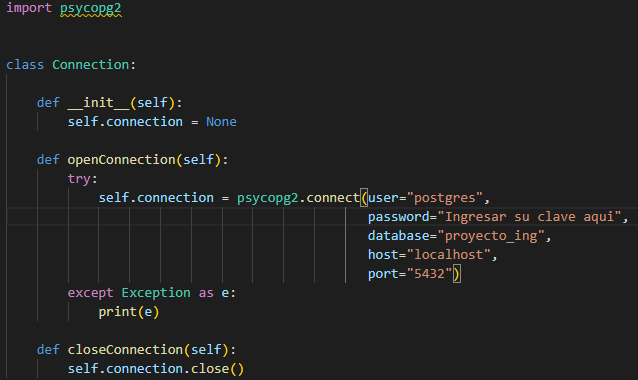 import psycopg2
class Connection:
def __init__(self):
self.connection = None
def openConnection(self):
try:
self.connection = psycopg2.connect(user="postgres",
password="Ingresar su clave aqui",
database="proyecto_ing",
host="localhost",
port="5432")
except Exception as e:
print(e)
def closeConnection(self):
self.connection.close()